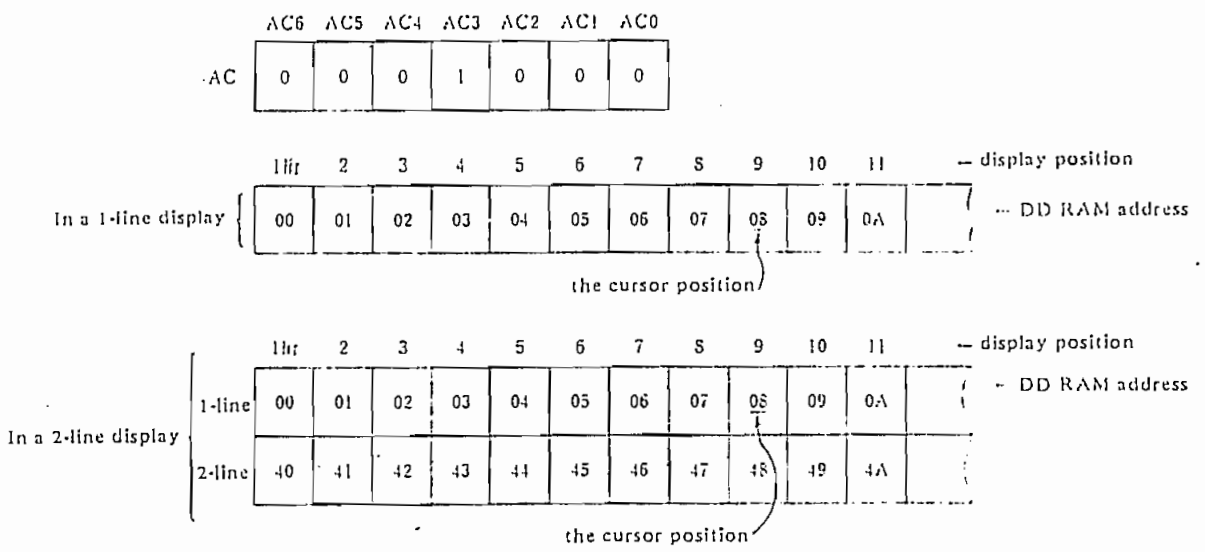 AC6 AC5 AC4 AC3 AC2 AC1 AC0
AC 0 0 0 1 0 0 0
2 3 4 5 6 7 8 9 10 11 display position
In a 1-line display 00 01 02 03 04 05 06 07 08 09 0A DD RAM address
the cursor position
2 3 4 5 6 7 8 9 10 11 display position
1-line 00 01 02 03 04 05 06 07 08 09 0A DD RAM address
In a 2-line display
2-line 40 41 42 43 44 45 46 47 48 49 4A
the cursor position